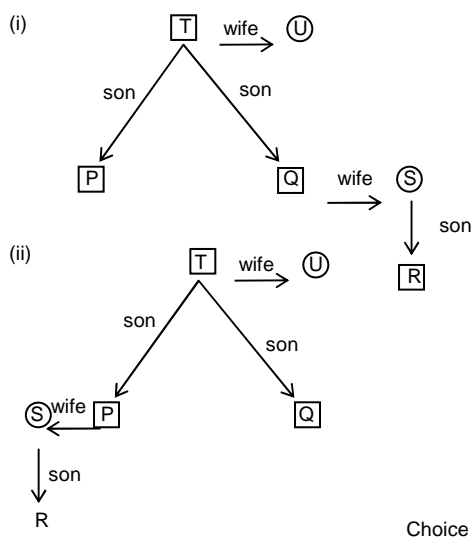 (i)
T wife U
son son
P Q wife S
son
R
(ii)
T wife U
son son
S wife P Q
son
R
Choice